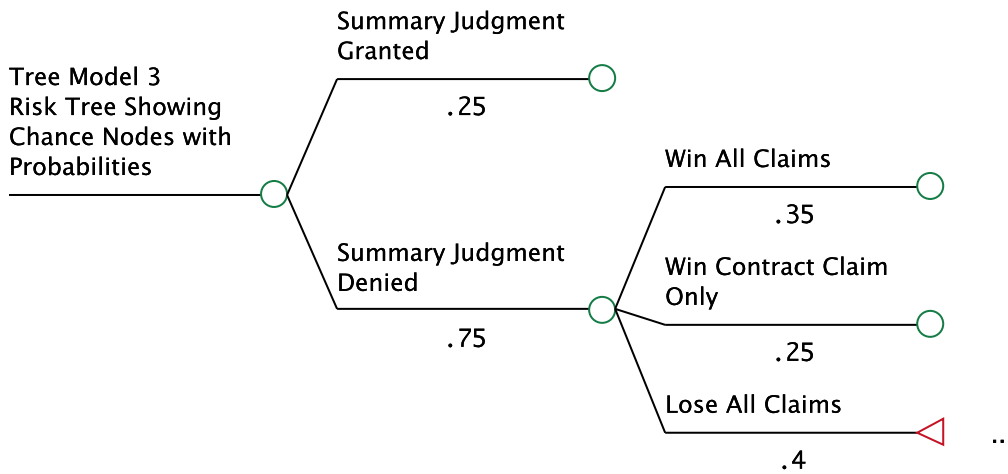 Summary Judgment
Granted
.25
Tree Model 3
Risk Tree Showing
Chance Nodes with
Probabilities
Summary Judgment
Denied
.75
Win All Claims
.35
Win Contract Claim
Only
.25
Lose All Claims
.4
..